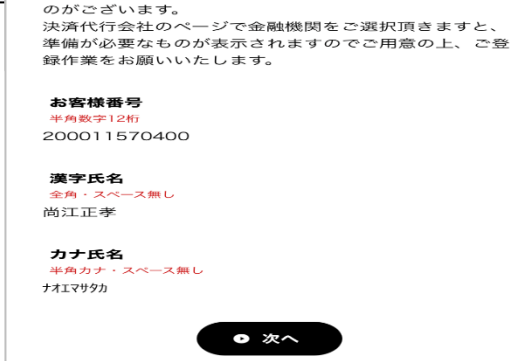 のがございます。
決済代行会社のページで金融機関をご選択頂きますと、
準備が必要なものが表示されますのでご用意の上、ご登
録作業をお願いいたします。
お客様番号
半角数字12桁
200011570400
漢字氏名
全角・スペース無し
尚江正孝
カナ氏名
半角カナ・スペース無し
ﾅｵｴﾏｻﾀｶ
次へ